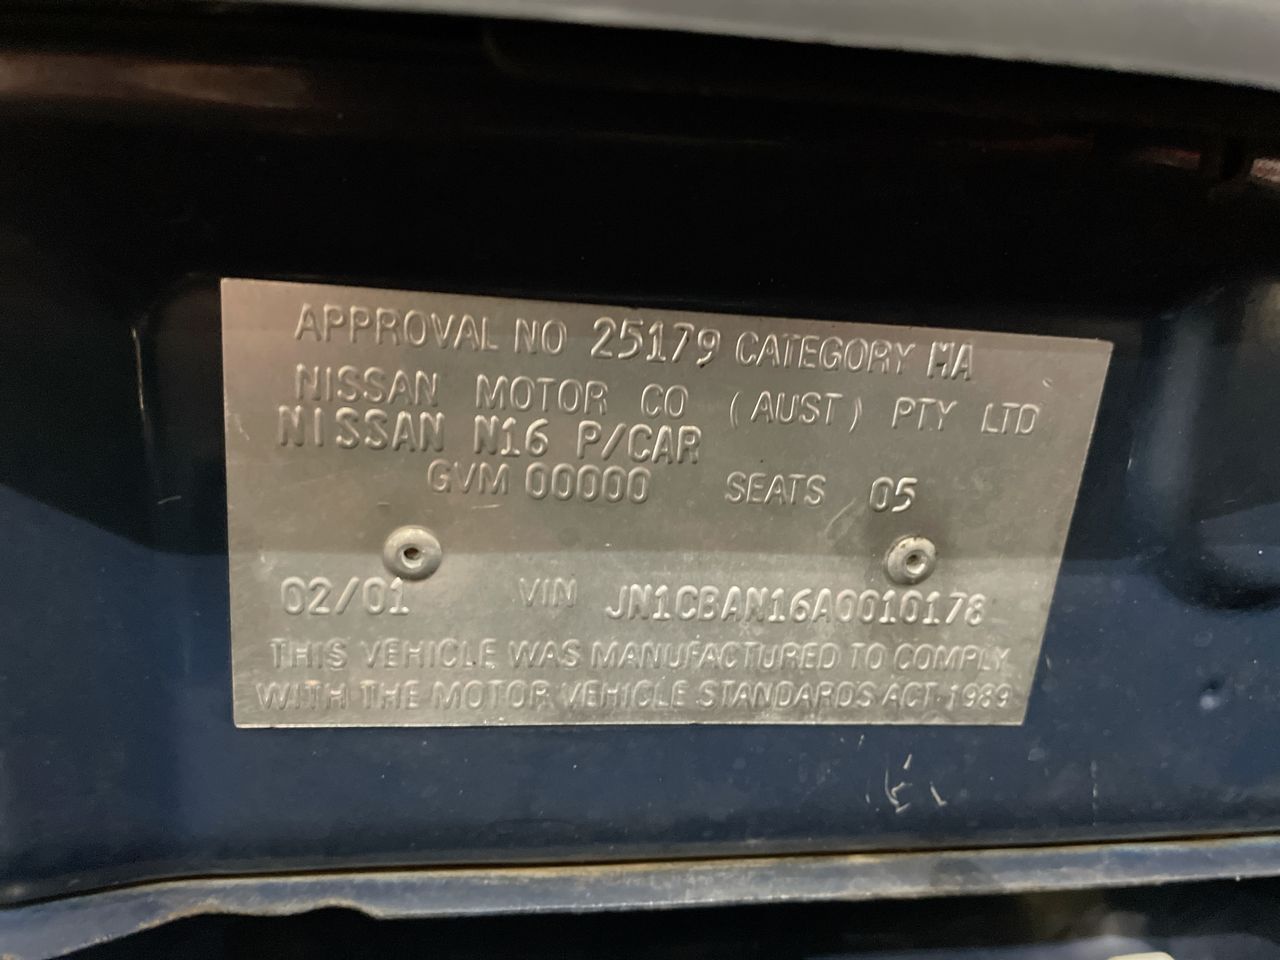 APPROVAL NO 25179 CATEGORY MA
NISSAN MOTOR CO (AUST) PTY LTD
NISSAN N16 P/CAR
GVM 00000 SEATS 05
02/01 VIN JN1CBAN16A0010178
THIS VEHICLE WAS MANUFACTURED TO COMPLY
WITH THE MOTOR VEHICLE STANDARDS ACT 1989